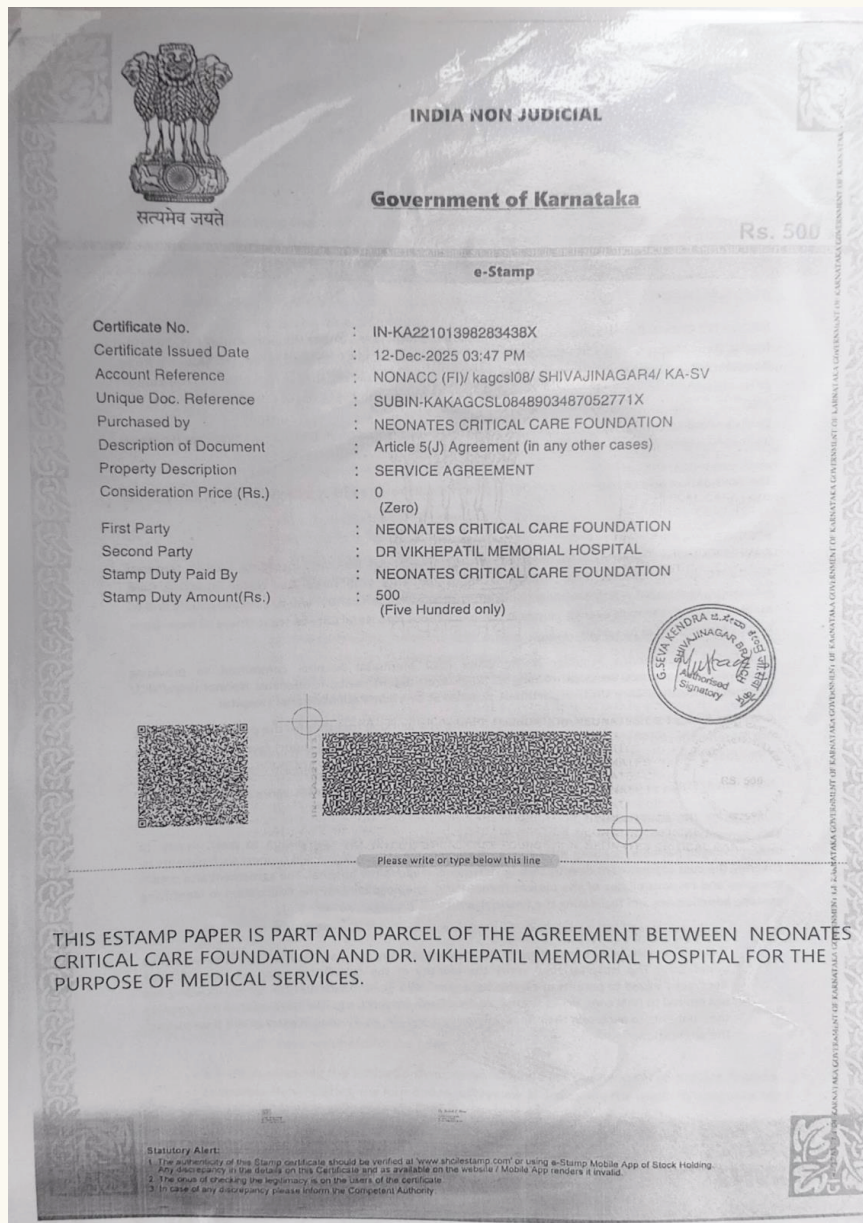 सत्यमेव जयते
INDIA NON JUDICIAL
Government of Karnataka
Rs. 500
e-Stamp
Certificate No. : IN-KA22101398283438X
Certificate Issued Date : 12-Dec-2025 03:47 PM
Account Reference : NONACC (FI)/ kagcsl08/ SHIVAJINAGAR4/ KA-SV
Unique Doc. Reference : SUBIN-KAKAGCSL0848903487052771X
Purchased by : NEONATES CRITICAL CARE FOUNDATION
Description of Document : Article 5(J) Agreement (in any other cases)
Property Description : SERVICE AGREEMENT
Consideration Price (Rs.) : 0
(Zero)
First Party : NEONATES CRITICAL CARE FOUNDATION
Second Party : DR VIKHEPATIL MEMORIAL HOSPITAL
Stamp Duty Paid By : NEONATES CRITICAL CARE FOUNDATION
Stamp Duty Amount(Rs.) : 500
(Five Hundred only)
G.SEVA KENDRA
SHIVAJINAGAR BRANCH
Authorised
Signatory
RS. 500
Please write or type below this line
THIS ESTAMP PAPER IS PART AND PARCEL OF THE AGREEMENT BETWEEN NEONATES
CRITICAL CARE FOUNDATION AND DR. VIKHEPATIL MEMORIAL HOSPITAL FOR THE
PURPOSE OF MEDICAL SERVICES.
Statutory Alert:
1. The authenticity of this Stamp certificate should be verified at 'www.shcilestamp.com' or using e-Stamp Mobile App of Stock Holding.
Any discrepancy in the details on this Certificate and as available on the website / Mobile App renders it invalid.
2. The onus of checking the legitimacy is on the users of the certificate.
3. In case of any discrepancy please inform the Competent Authority.